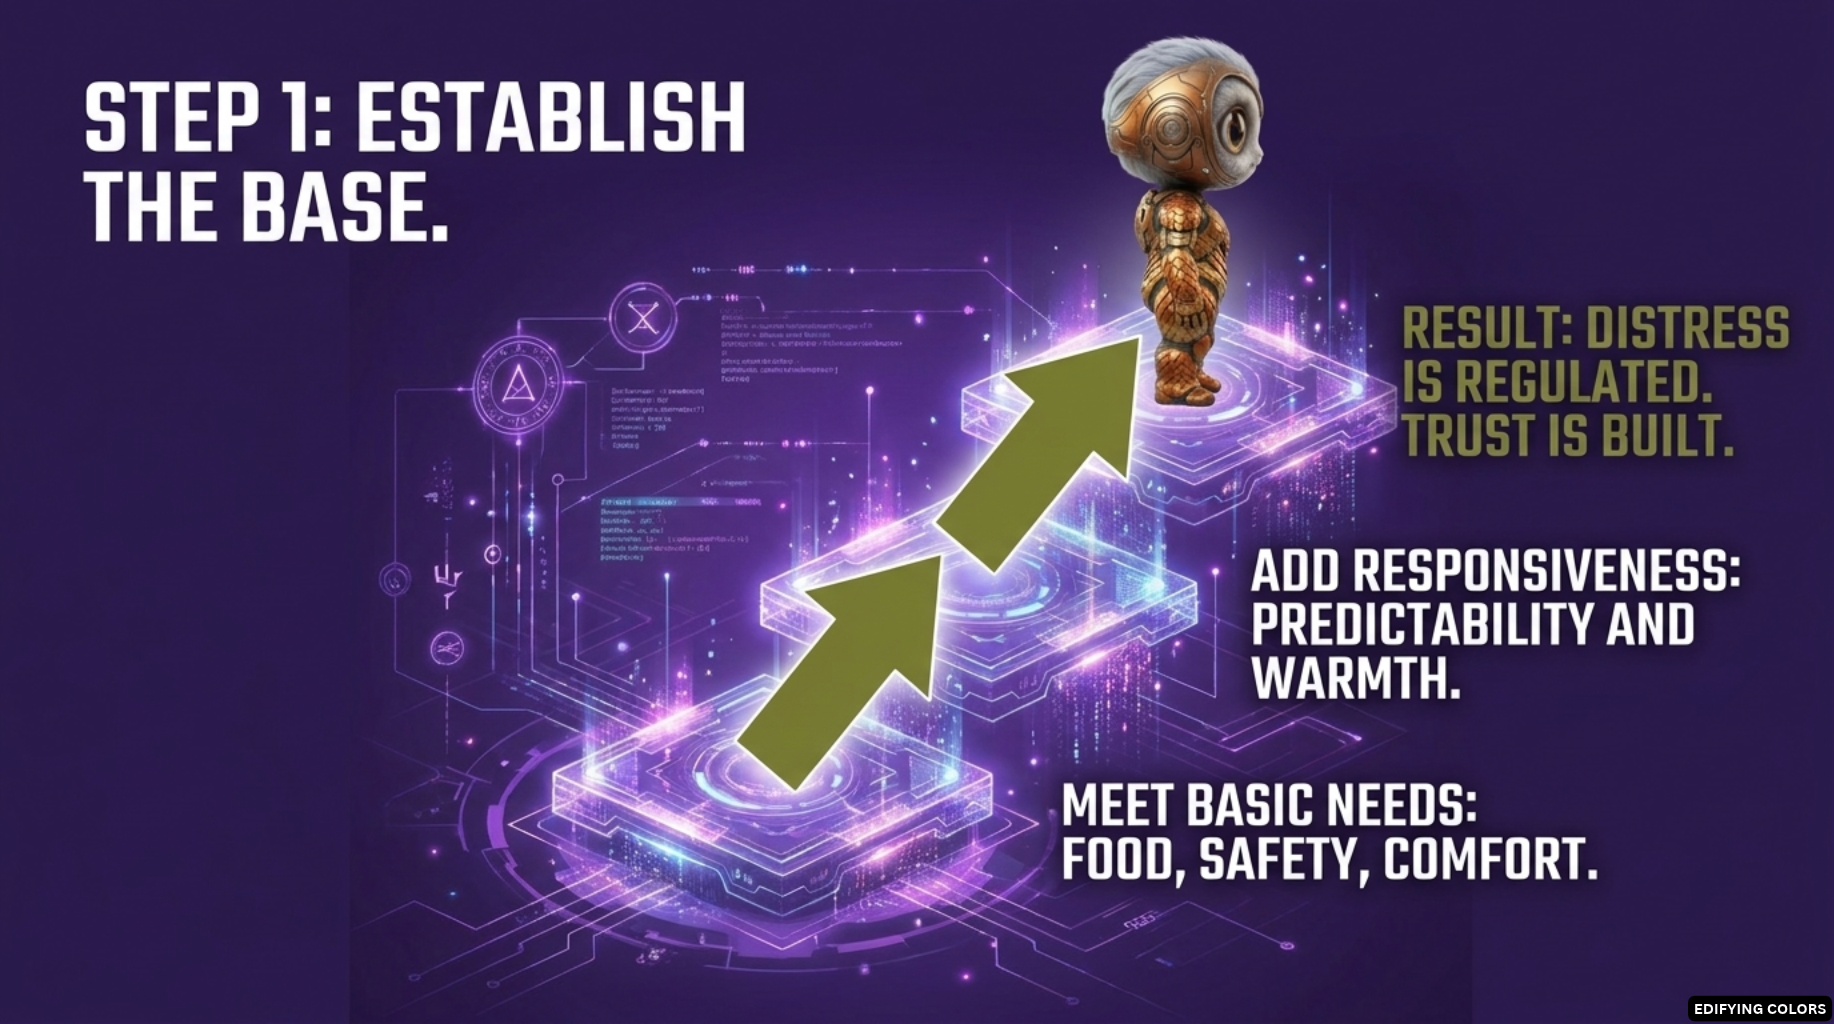 STEP 1: ESTABLISH
THE BASE.
RESULT: DISTRESS
IS REGULATED.
TRUST IS BUILT.
ADD RESPONSIVENESS:
PREDICTABILITY AND
WARMTH.
MEET BASIC NEEDS:
FOOD, SAFETY, COMFORT.
EDIFYING COLORS